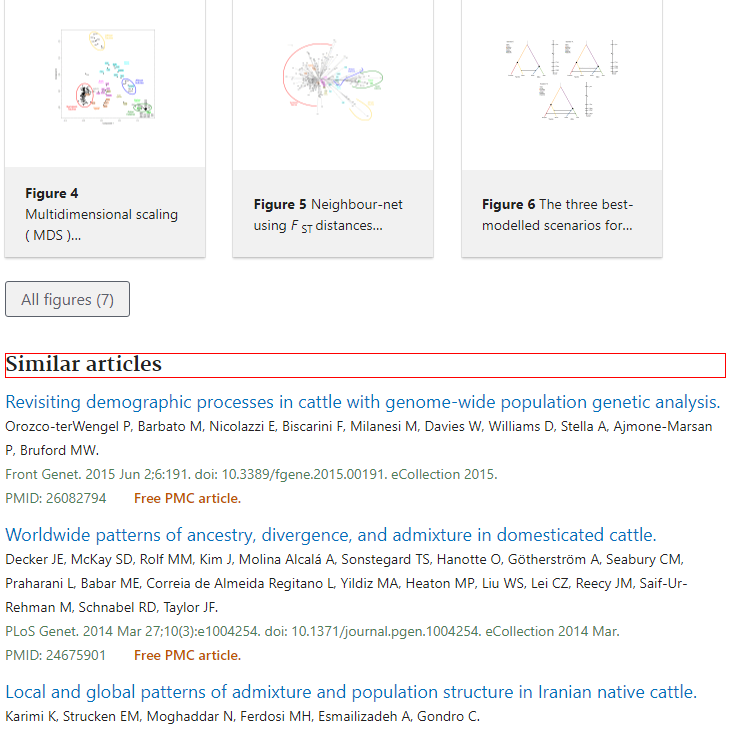 Figure 4
Multidimensional scaling
( MDS )...
Figure 5 Neighbour-net
using F ST distances...
Figure 6 The three best-
modelled scenarios for...
All figures (7)
Similar articles
Revisiting demographic processes in cattle with genome-wide population genetic analysis.
Orozco-terWengel P, Barbato M, Nicolazzi E, Biscarini F, Milanesi M, Davies W, Williams D, Stella A, Ajmone-Marsan
P, Bruford MW.
Front Genet. 2015 Jun 2;6:191. doi: 10.3389/fgene.2015.00191. eCollection 2015.
PMID: 26082794 Free PMC article.
Worldwide patterns of ancestry, divergence, and admixture in domesticated cattle.
Decker JE, McKay SD, Rolf MM, Kim J, Molina Alcalá A, Sonstegard TS, Hanotte O, Götherström A, Seabury CM,
Praharani L, Babar ME, Correia de Almeida Regitano L, Yildiz MA, Heaton MP, Liu WS, Lei CZ, Reecy JM, Saif-Ur-
Rehman M, Schnabel RD, Taylor JF.
PLoS Genet. 2014 Mar 27;10(3):e1004254. doi: 10.1371/journal.pgen.1004254. eCollection 2014 Mar.
PMID: 24675901 Free PMC article.
Local and global patterns of admixture and population structure in Iranian native cattle.
Karimi K, Strucken EM, Moghaddar N, Ferdosi MH, Esmailizadeh A, Gondro C.